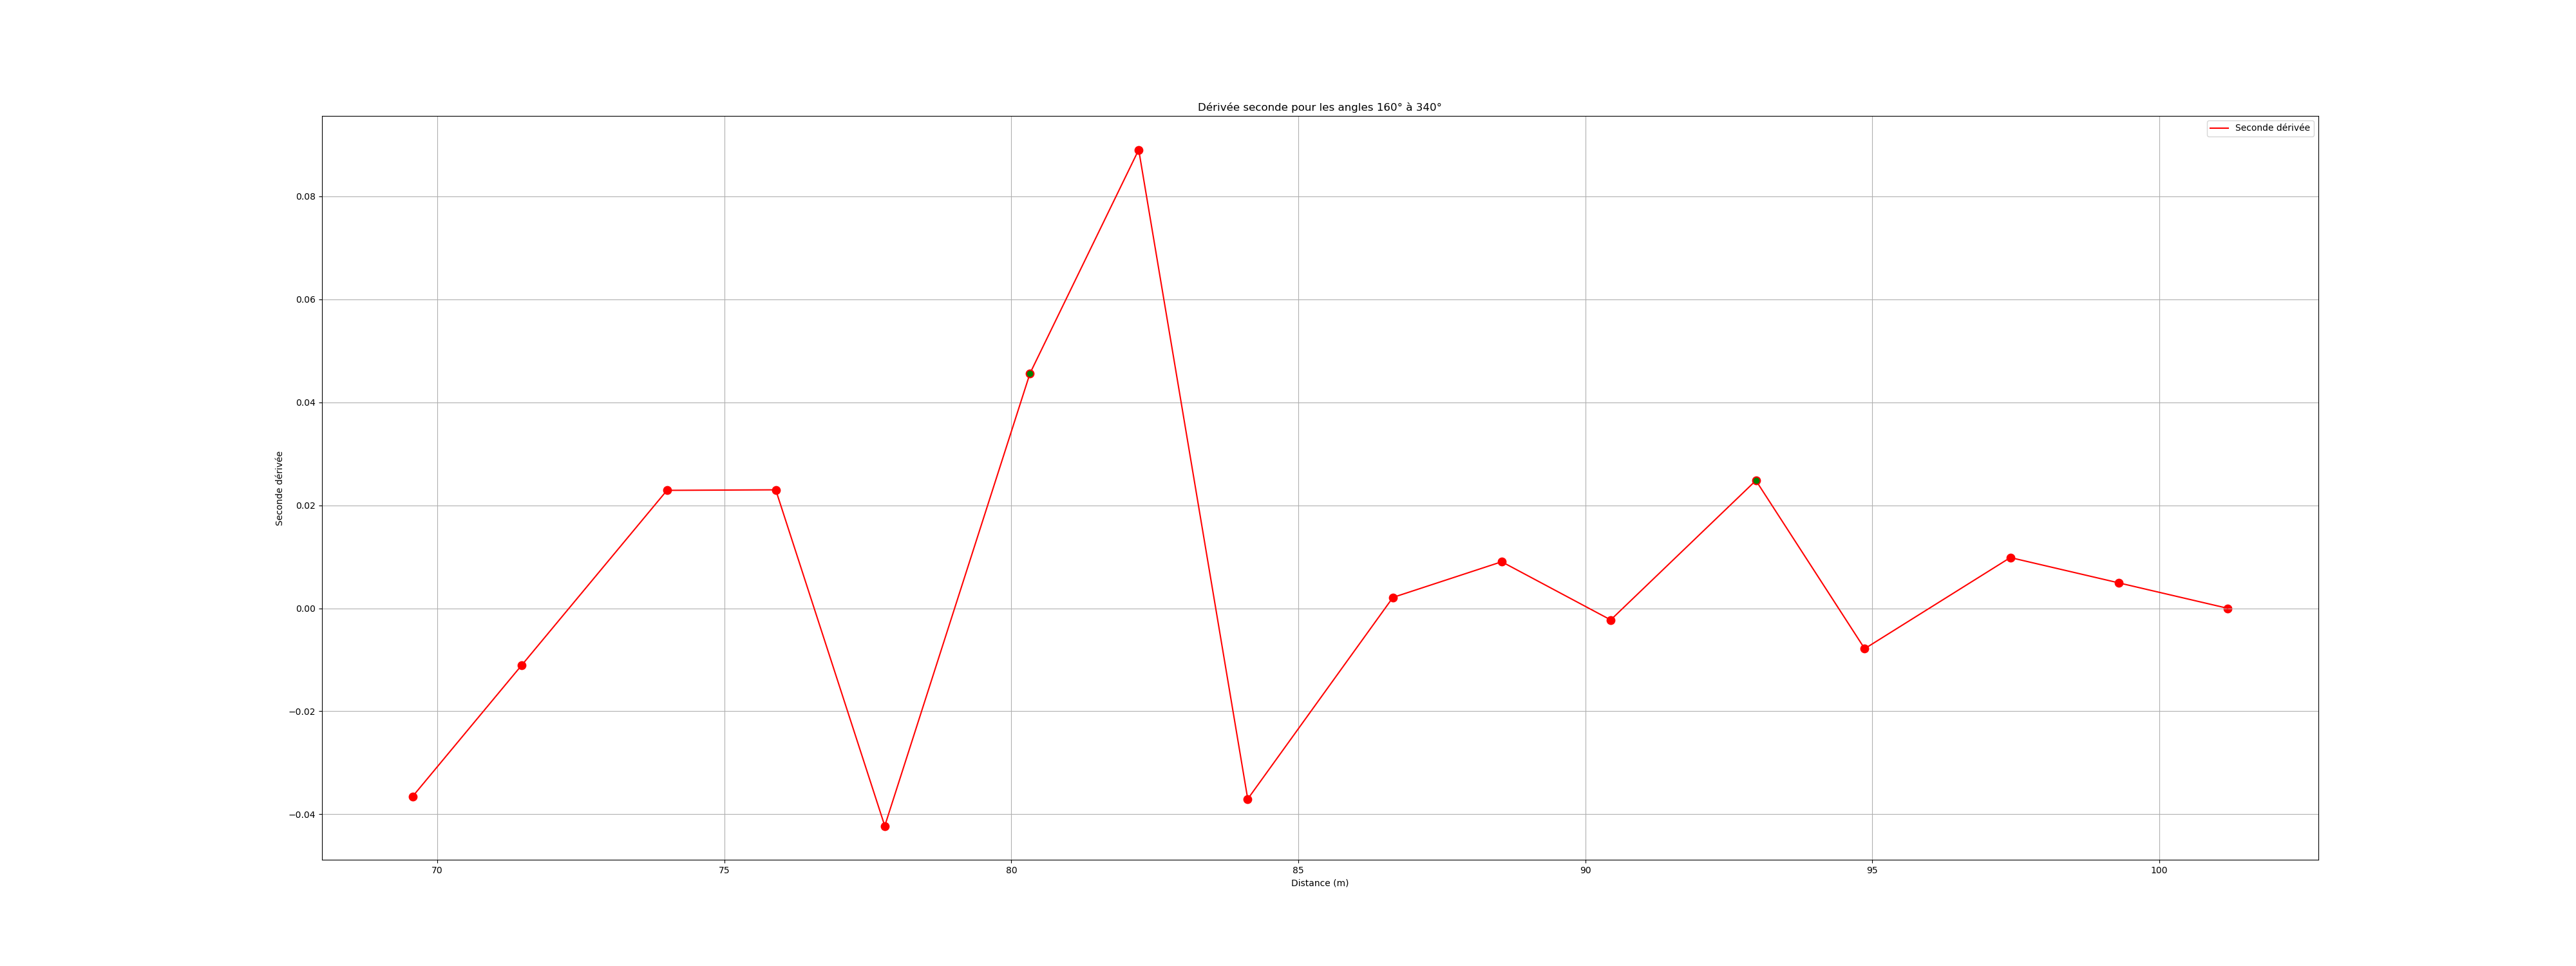 Dérivée seconde pour les angles 160° à 340°
Seconde dérivée
0.08
0.06
0.04
0.02
0.00
−0.02
−0.04
Seconde dérivée
70 75 80 85 90 95 100
Distance (m)